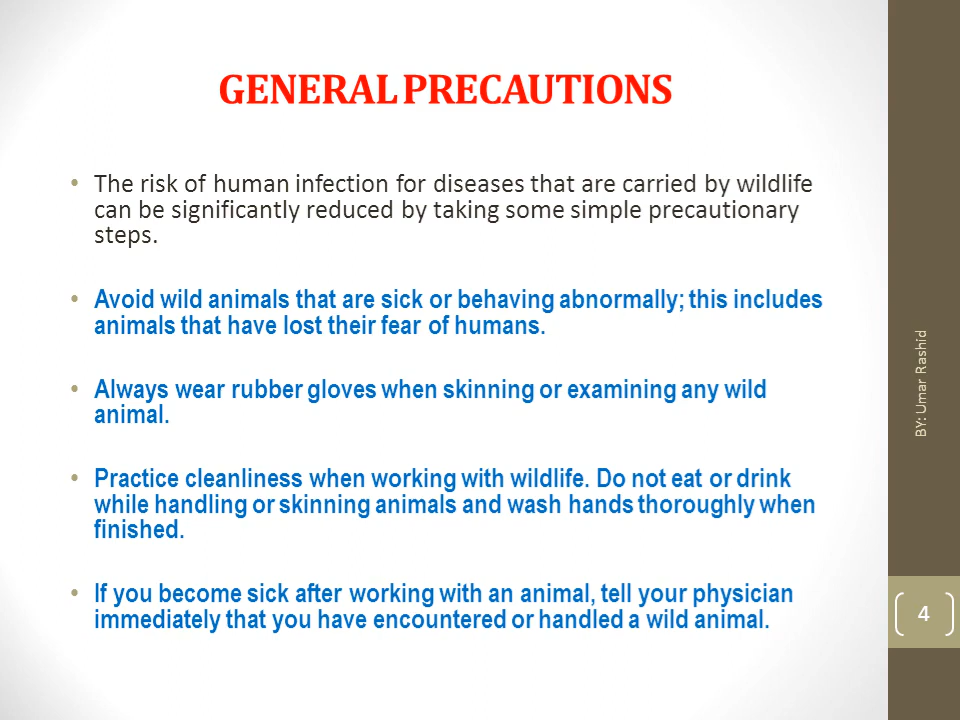 GENERAL PRECAUTIONS
• The risk of human infection for diseases that are carried by wildlife
can be significantly reduced by taking some simple precautionary
steps.
• Avoid wild animals that are sick or behaving abnormally; this includes
animals that have lost their fear of humans.
• Always wear rubber gloves when skinning or examining any wild
animal.
• Practice cleanliness when working with wildlife. Do not eat or drink
while handling or skinning animals and wash hands thoroughly when
finished.
• If you become sick after working with an animal, tell your physician
immediately that you have encountered or handled a wild animal.
BY: Umar Rashid
4